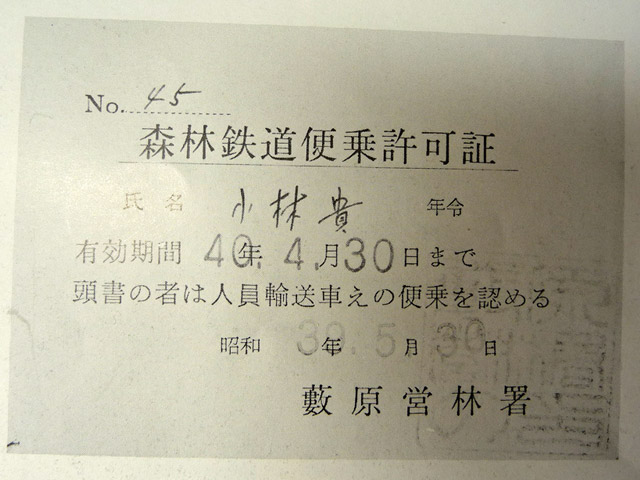 No. 45
森林鉄道便乗許可証
氏名 小林貴 年令
有効期間 40年4月30日まで
頭書の者は人員輸送車えの便乗を認める
昭和 39年5月30日
藪原営林署